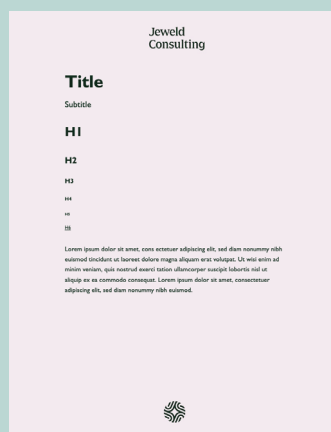 Jeweld
Consulting
Title
Subtitle
H1
H2
H3
H4
H5
H6
Lorem ipsum dolor sit amet, cons ectetuer adipiscing elit, sed diam nonummy nibh
euismod tincidunt ut laoreet dolore magna aliquam erat volutpat. Ut wisi enim ad
minim veniam, quis nostrud exerci tation ullamcorper suscipit lobortis nisl ut
aliquip ex ea commodo consequat. Lorem ipsum dolor sit amet, consectetuer
adipiscing elit, sed diam nonummy nibh euismod.